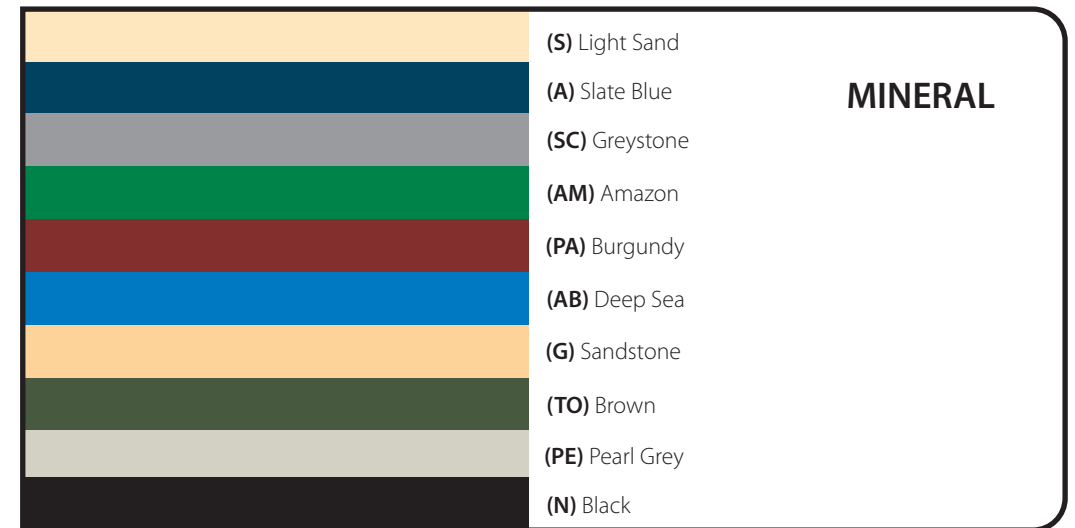 (S) Light Sand
(A) Slate Blue
MINERAL
(SC) Greystone
(AM) Amazon
(PA) Burgundy
(AB) Deep Sea
(G) Sandstone
(TO) Brown
(PE) Pearl Grey
(N) Black